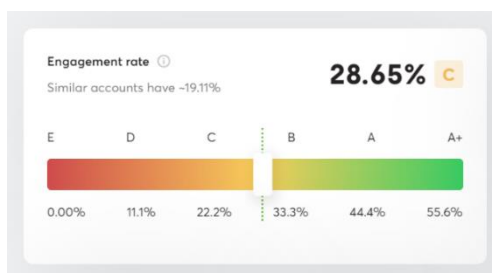 Engagement rate
28.65% C
Similar accounts have ~19.11%
E D C B A A+
0.00% 11.1% 22.2% 33.3% 44.4% 55.6%